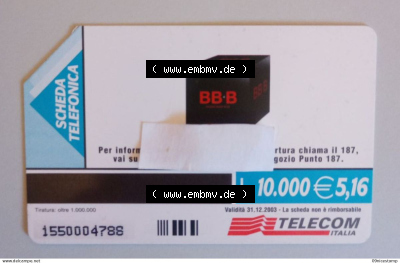 ( www.embmv.de )
SCHEDA
TELEFONICA
BB·B
BB·B
Per inform rtura chiama il 187,
vai su gozio Punto 187.
( www.embmv.de )
L. 10.000 € 5,16
Tiratura: oltre 1.000.000
Validità 31.12.2003 - La scheda non è rimborsabile
1550004786
TELECOM
ITALIA